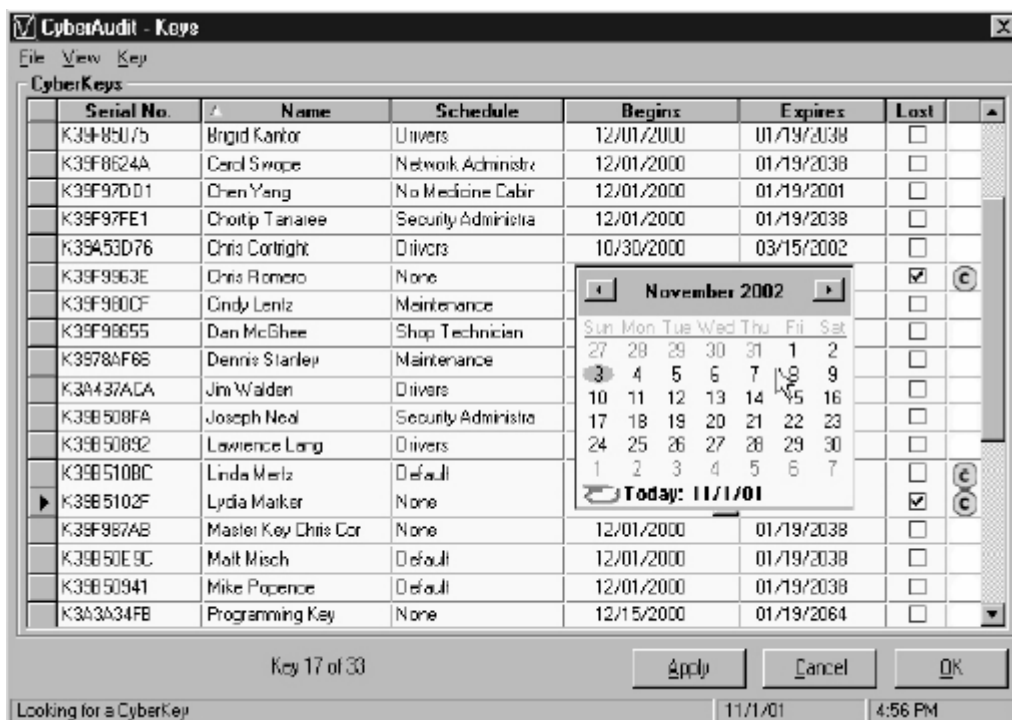 CyberAudit - Keys
File View Key
CyberKeys
Serial No. Name Schedule Begins Expires Lost
K39F85075 Brigid Kantor Drivers 12/01/2000 01/19/2038
K39F8624A Carol Swope Network Administra 12/01/2000 01/19/2038
K39F97DD1 Chen Yang No Medicine Cabin 12/01/2000 01/19/2001
K39F97FE1 Chortip Tanaree Security Administra 12/01/2000 01/19/2038
K39A53D76 Chris Cortright Drivers 10/30/2000 03/15/2002
K39F9963E Chris Romero None C
K39F980CF Cindy Lentz Maintenance
K39F98655 Dan McGhee Shop Technician
K3978AF66 Dennis Stanley Maintenance
K3A437ACA Jim Walden Drivers
K39B508FA Joseph Neal Security Administra
K39B50892 Lawrence Lang Drivers
K39B510BC Linda Mertz Default C
K39B5102F Lydia Marker None C
November 2002
Sun Mon Tue Wed Thu Fri Sat
27 28 29 30 31 1 2
3 4 5 6 7 8 9
10 11 12 13 14 15 16
17 18 19 20 21 22 23
24 25 26 27 28 29 30
1 2 3 4 5 6 7
Today: 11/1/01
K39F987AB Master Key Chris Cor None 12/01/2000 01/19/2038
K39B50E9C Matt Misch Default 12/01/2000 01/19/2038
K39B50941 Mike Popence Default 12/01/2000 01/19/2038
K3A3A34FB Programming Key None 12/15/2000 01/19/2064
Key 17 of 33
Apply Cancel OK
Looking for a CyberKey 11/1/01 4:56 PM